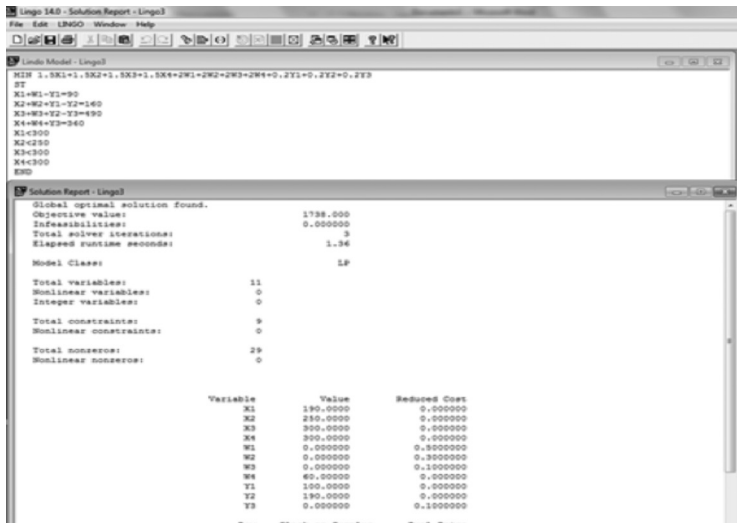 Lingo 14.0 - Solution Report - Lingo3
File Edit LINGO Window Help
Lindo Model - Lingo3
MIN 1.5X1+1.5X2+1.5X3+1.5X4+2W1+2W2+2W3+2W4+0.2Y1+0.2Y2+0.2Y3
ST
X1+W1-Y1=90
X2+W2+Y1-Y2=160
X3+W3+Y2-Y3=490
X4+W4+Y3=360
X1<300
X2<250
X3<300
X4<300
END
Solution Report - Lingo3
Global optimal solution found.
Objective value: 1738.000
Infeasibilities: 0.000000
Total solver iterations: 3
Elapsed runtime seconds: 1.36
Model Class: LP
Total variables: 11
Nonlinear variables: 0
Integer variables: 0
Total constraints: 9
Nonlinear constraints: 0
Total nonzeros: 29
Nonlinear nonzeros: 0
Variable Value Reduced Cost
X1 190.0000 0.000000
X2 250.0000 0.000000
X3 300.0000 0.000000
X4 300.0000 0.000000
W1 0.000000 0.5000000
W2 0.000000 0.3000000
W3 0.000000 0.1000000
W4 60.00000 0.000000
Y1 100.0000 0.000000
Y2 190.0000 0.000000
Y3 0.000000 0.1000000